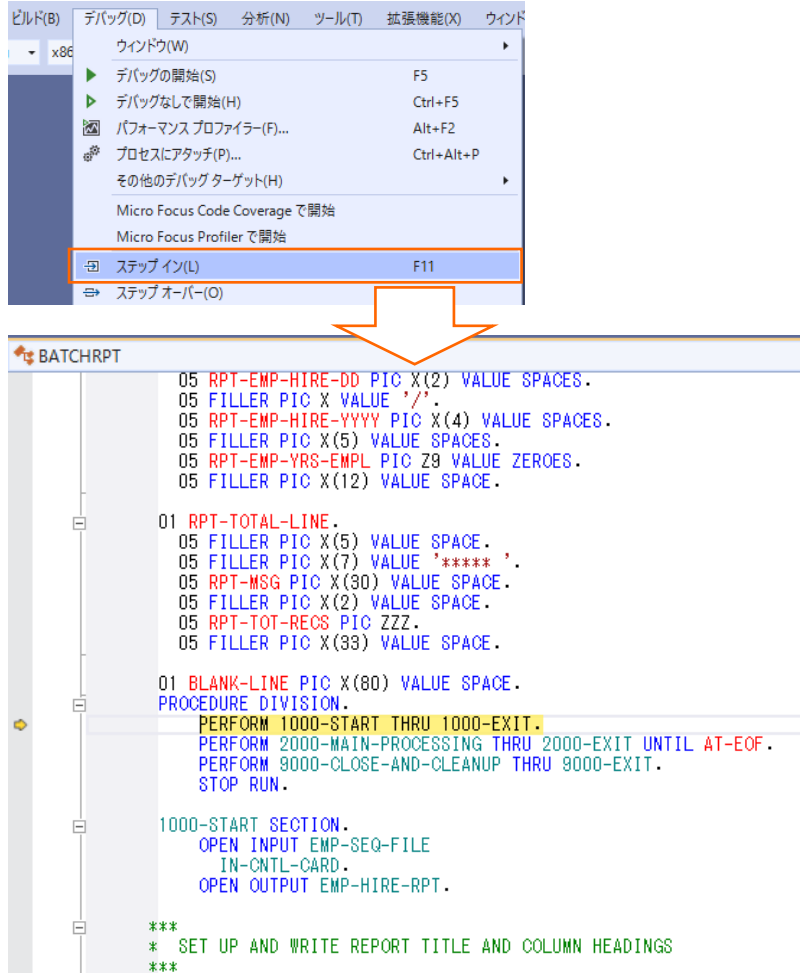 ビルド(B) デバッグ(D) テスト(S) 分析(N) ツール(T) 拡張機能(X) ウィンド
x86
ウィンドウ(W)
デバッグの開始(S) F5
デバッグなしで開始(H) Ctrl+F5
パフォーマンス プロファイラー(F)... Alt+F2
プロセスにアタッチ(P)... Ctrl+Alt+P
その他のデバッグ ターゲット(H)
Micro Focus Code Coverage で開始
Micro Focus Profiler で開始
ステップ イン(L) F11
ステップ オーバー(O)
BATCHRPT
05 RPT-EMP-HIRE-DD PIC X(2) VALUE SPACES.
05 FILLER PIC X VALUE '/'.
05 RPT-EMP-HIRE-YYYY PIC X(4) VALUE SPACES.
05 FILLER PIC X(5) VALUE SPACES.
05 RPT-EMP-YRS-EMPL PIC Z9 VALUE ZEROES.
05 FILLER PIC X(12) VALUE SPACE.
01 RPT-TOTAL-LINE.
05 FILLER PIC X(5) VALUE SPACE.
05 FILLER PIC X(7) VALUE '***** '.
05 RPT-MSG PIC X(30) VALUE SPACE.
05 FILLER PIC X(2) VALUE SPACE.
05 RPT-TOT-RECS PIC ZZZ.
05 FILLER PIC X(33) VALUE SPACE.
01 BLANK-LINE PIC X(80) VALUE SPACE.
PROCEDURE DIVISION.
PERFORM 1000-START THRU 1000-EXIT.
PERFORM 2000-MAIN-PROCESSING THRU 2000-EXIT UNTIL AT-EOF.
PERFORM 9000-CLOSE-AND-CLEANUP THRU 9000-EXIT.
STOP RUN.
1000-START SECTION.
OPEN INPUT EMP-SEQ-FILE
IN-CNTL-CARD.
OPEN OUTPUT EMP-HIRE-RPT.
***
* SET UP AND WRITE REPORT TITLE AND COLUMN HEADINGS
***